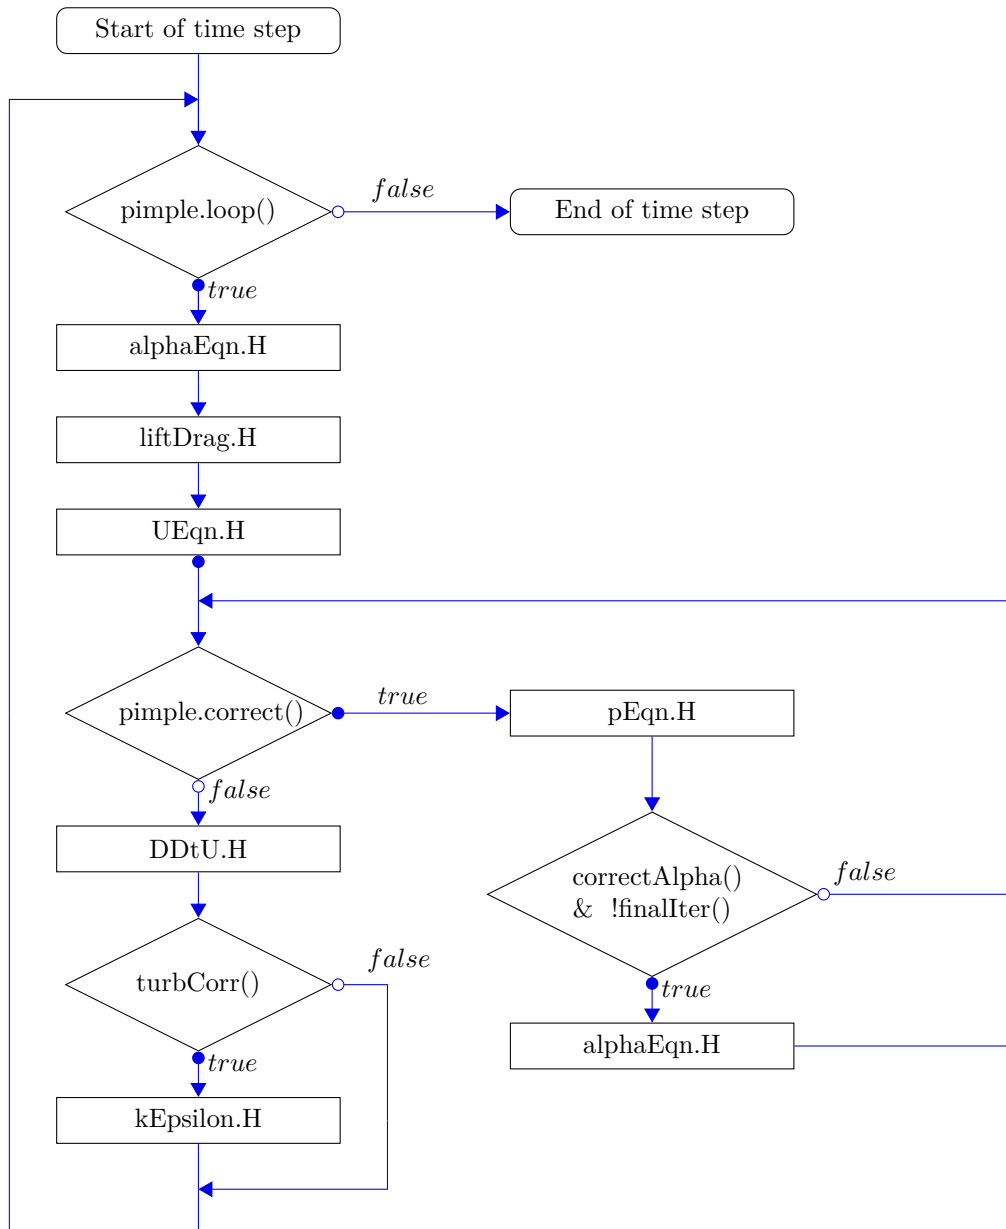 Start of time step
pimple.loop()
false
End of time step
true
alphaEqn.H
liftDrag.H
UEqn.H
pimple.correct()
true
pEqn.H
false
DDtU.H
correctAlpha()
& !finalIter()
false
turbCorr()
false
true
alphaEqn.H
true
kEpsilon.H